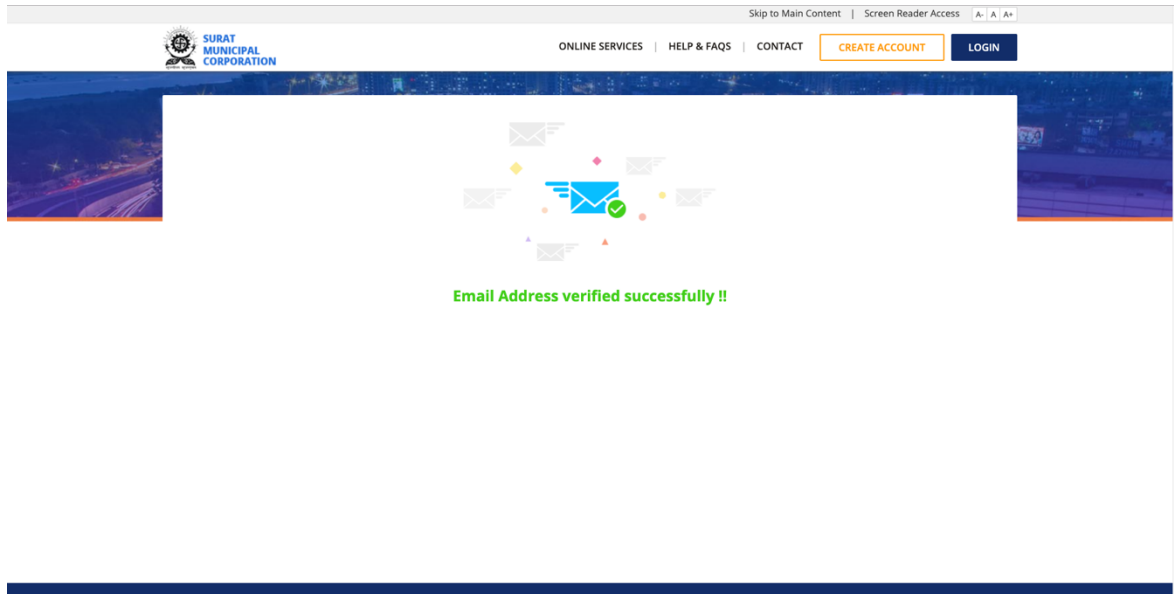 Skip to Main Content | Screen Reader Access A- A A+
SURAT
MUNICIPAL
CORPORATION
ONLINE SERVICES | HELP & FAQS | CONTACT CREATE ACCOUNT LOGIN
Email Address verified successfully !!